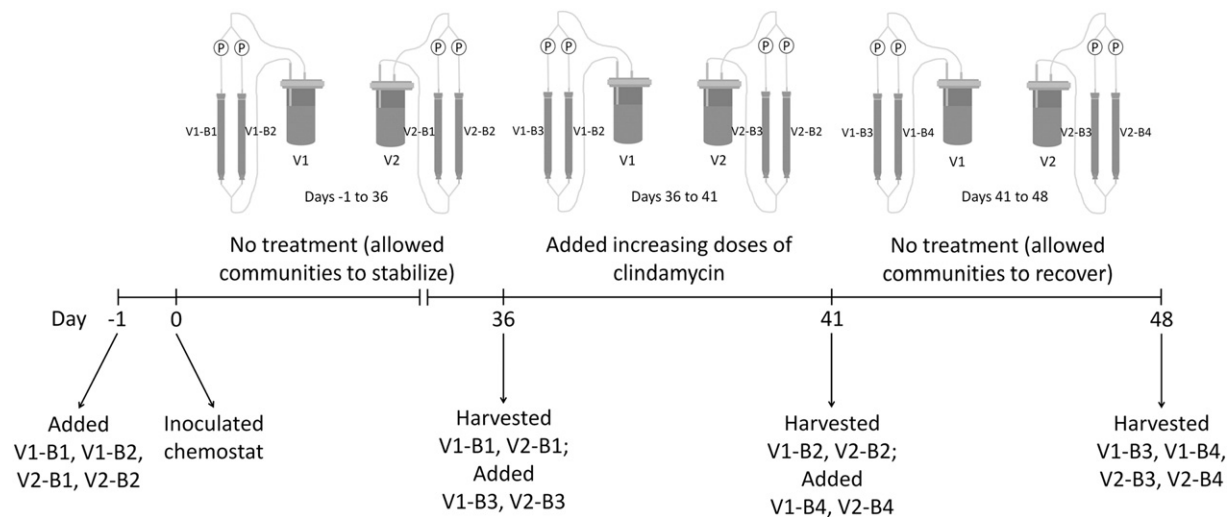 P P P P P P P P P P P P
V1-B1 V1-B2 V2-B1 V2-B2 V1-B3 V1-B2 V2-B3 V2-B2 V1-B3 V1-B4 V2-B3 V2-B4
V1 V2 V1 V2 V1 V2
Days -1 to 36 Days 36 to 41 Days 41 to 48
No treatment (allowed
communities to stabilize)
Added increasing doses of
clindamycin
No treatment (allowed
communities to recover)
Day -1 0 36 41 48
Added
V1-B1, V1-B2,
V2-B1, V2-B2
Inoculated
chemostat
Harvested
V1-B1, V2-B1;
Added
V1-B3, V2-B3
Harvested
V1-B2, V2-B2;
Added
V1-B4, V2-B4
Harvested
V1-B3, V1-B4,
V2-B3, V2-B4